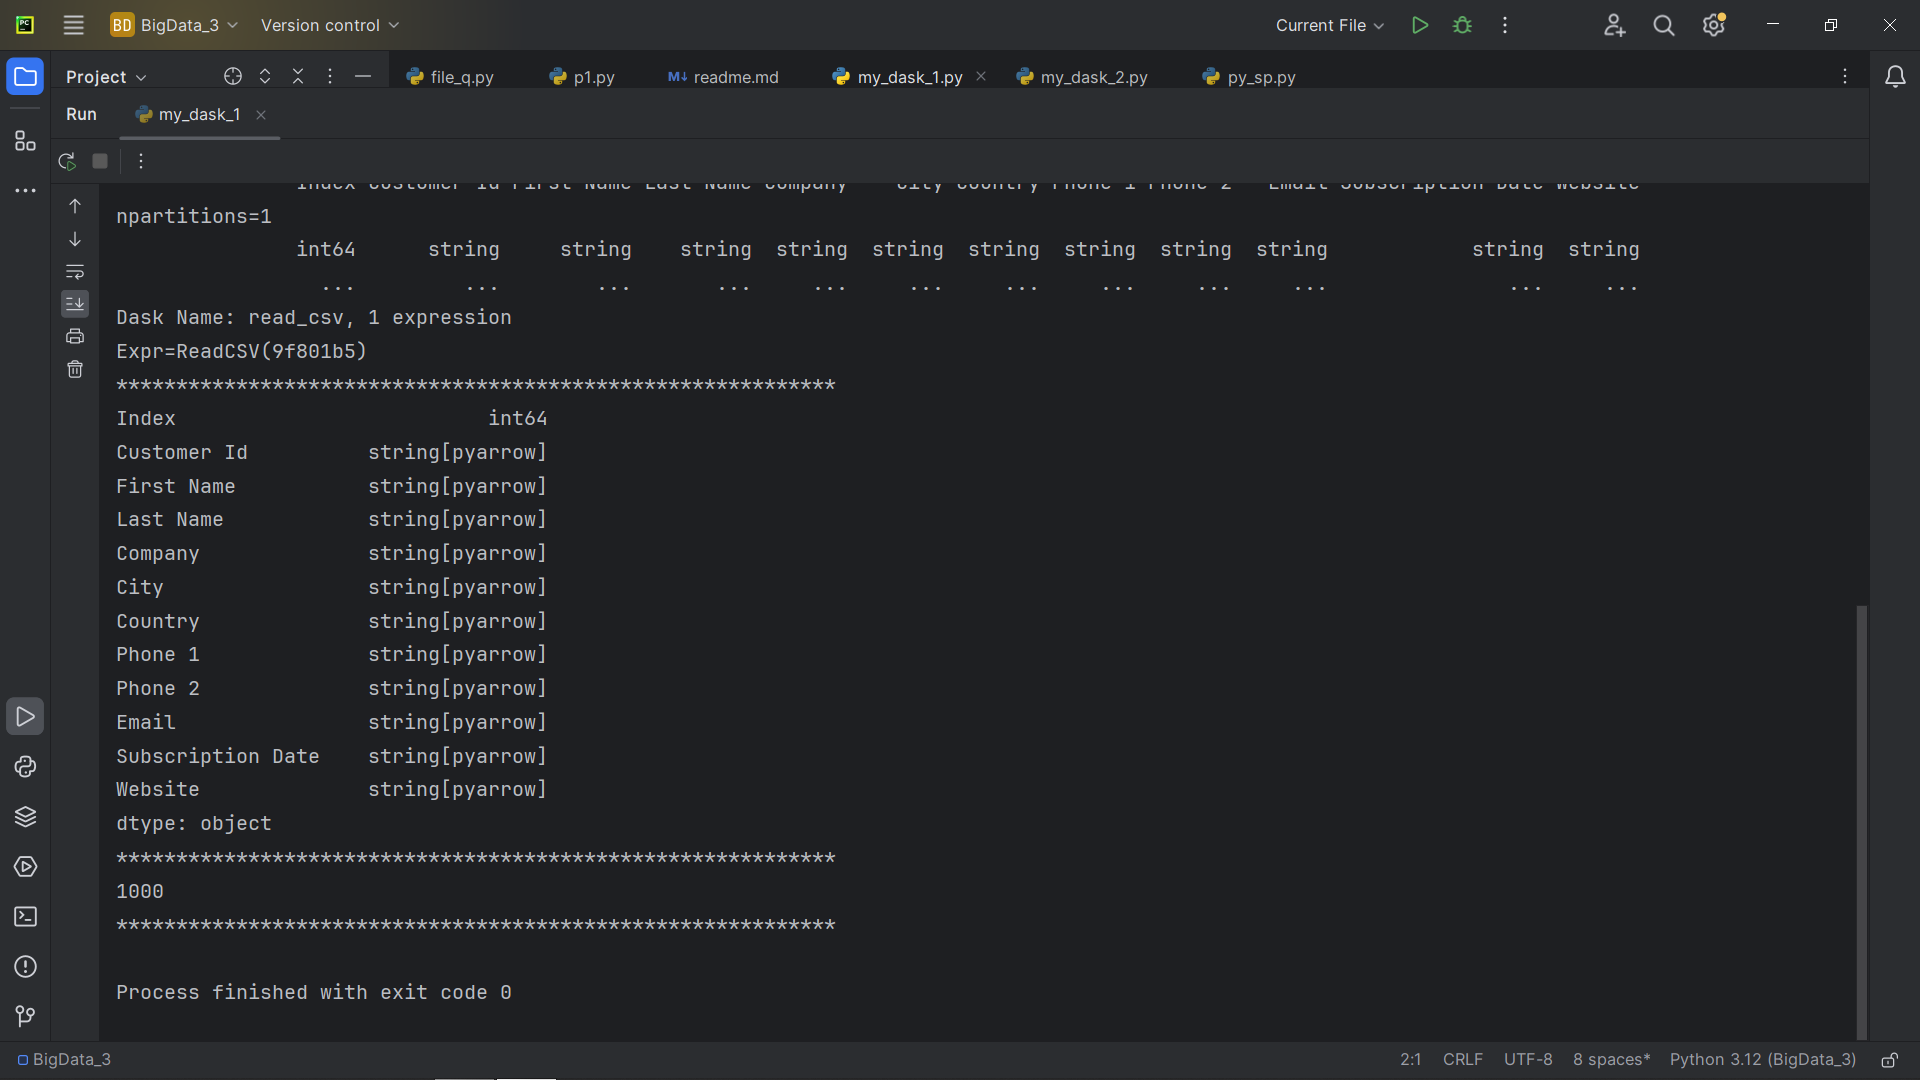 BD BigData_3 Version control Current File
Project file_q.py p1.py M↓ readme.md my_dask_1.py my_dask_2.py py_sp.py
Run my_dask_1
Index Customer Id First Name Last Name Company City Country Phone 1 Phone 2 Email Subscription Date Website
npartitions=1
int64 string string string string string string string string string string string
... ... ... ... ... ... ... ... ... ... ... ...
Dask Name: read_csv, 1 expression
Expr=ReadCSV(9f801b5)
************************************************************
Index int64
Customer Id string[pyarrow]
First Name string[pyarrow]
Last Name string[pyarrow]
Company string[pyarrow]
City string[pyarrow]
Country string[pyarrow]
Phone 1 string[pyarrow]
Phone 2 string[pyarrow]
Email string[pyarrow]
Subscription Date string[pyarrow]
Website string[pyarrow]
dtype: object
************************************************************
1000
************************************************************
Process finished with exit code 0
BigData_3 2:1 CRLF UTF-8 8 spaces* Python 3.12 (BigData_3)